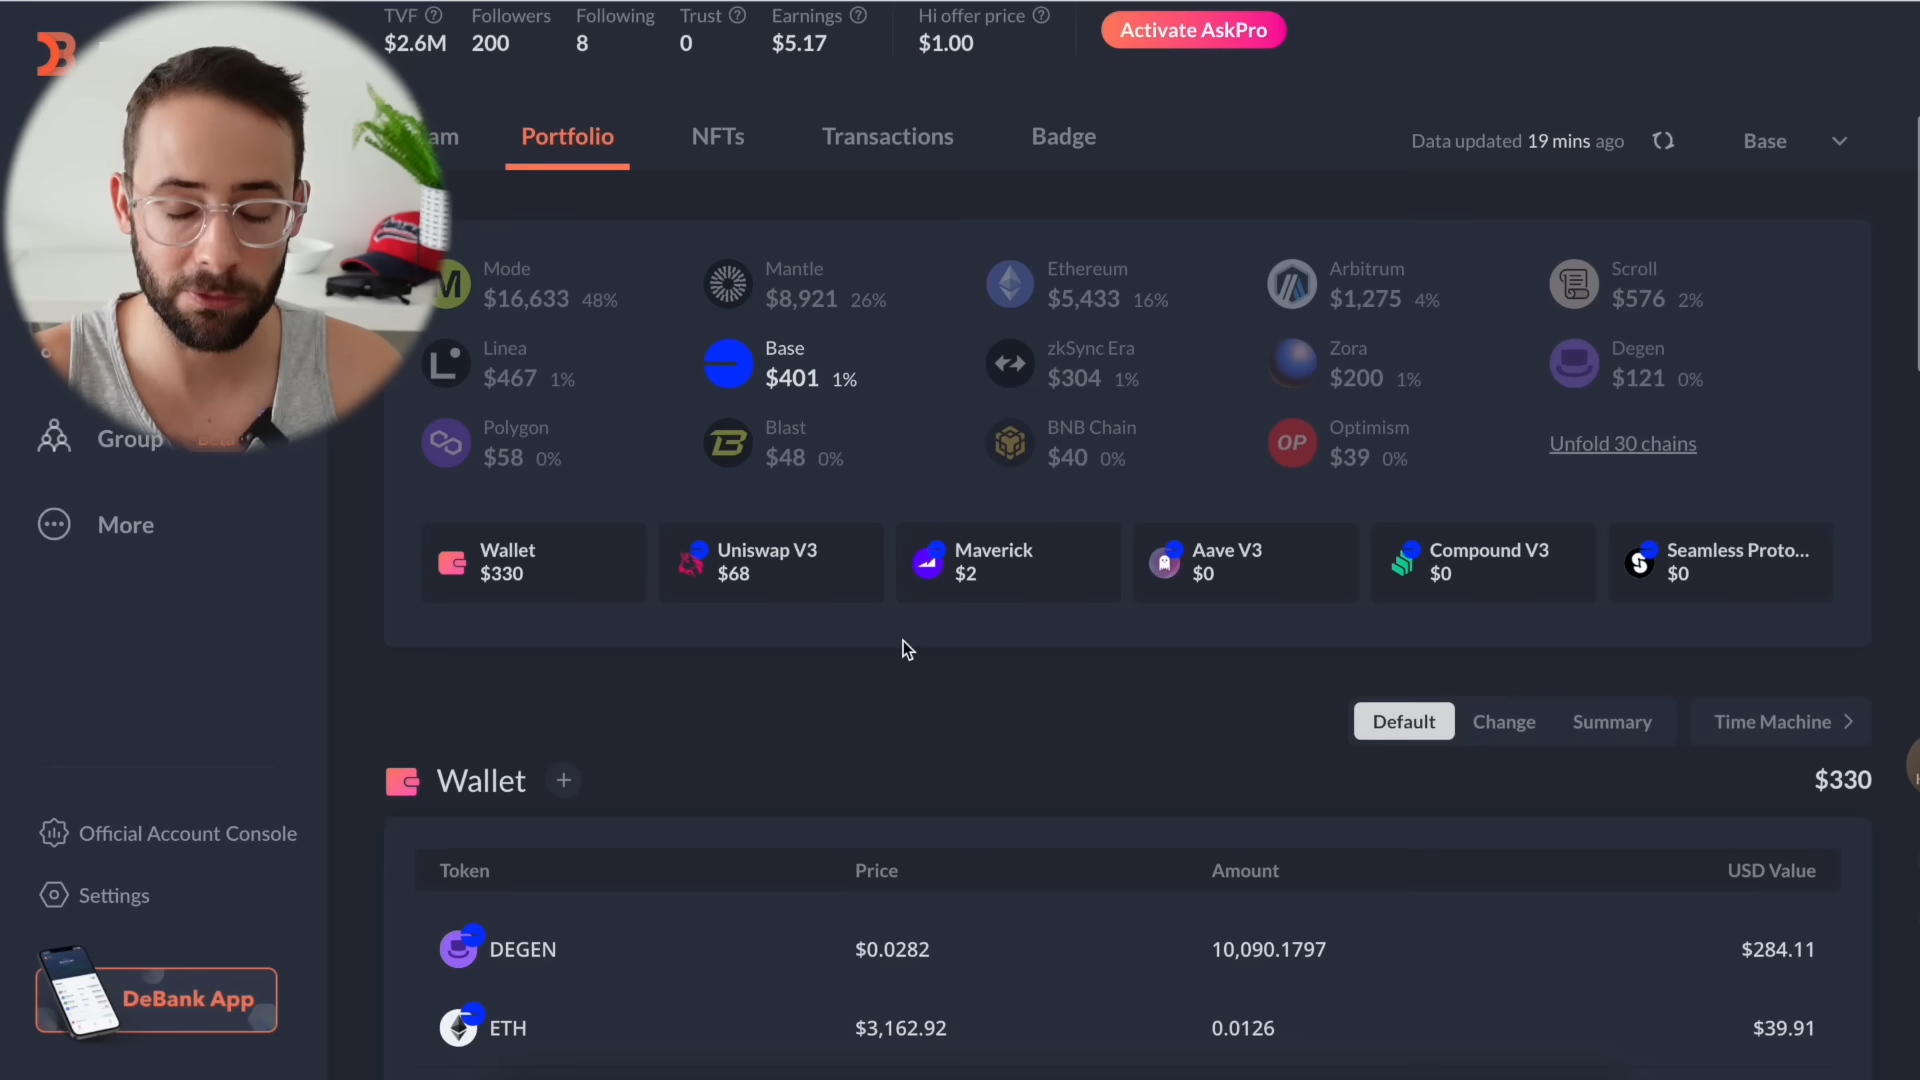 TVF Followers Following Trust Earnings Hi offer price
$2.6M 200 8 0 $5.17 $1.00
Activate AskPro
am Portfolio NFTs Transactions Badge
Data updated 19 mins ago
Base
Mode
$16,633 48%
Mantle
$8,921 26%
Ethereum
$5,433 16%
Arbitrum
$1,275 4%
Scroll
$576 2%
Linea
$467 1%
Base
$401 1%
zkSync Era
$304 1%
Zora
$200 1%
Degen
$121 0%
Polygon
$58 0%
Blast
$48 0%
BNB Chain
$40 0%
OP
Optimism
$39 0%
Unfold 30 chains
Group Beta
More
Wallet
$330
Uniswap V3
$68
Maverick
$2
Aave V3
$0
Compound V3
$0
Seamless Proto...
$0
Default Change Summary Time Machine
Wallet +
$330
Official Account Console
Settings
DeBank App
Token Price Amount USD Value
DEGEN $0.0282 10,090.1797 $284.11
ETH $3,162.92 0.0126 $39.91